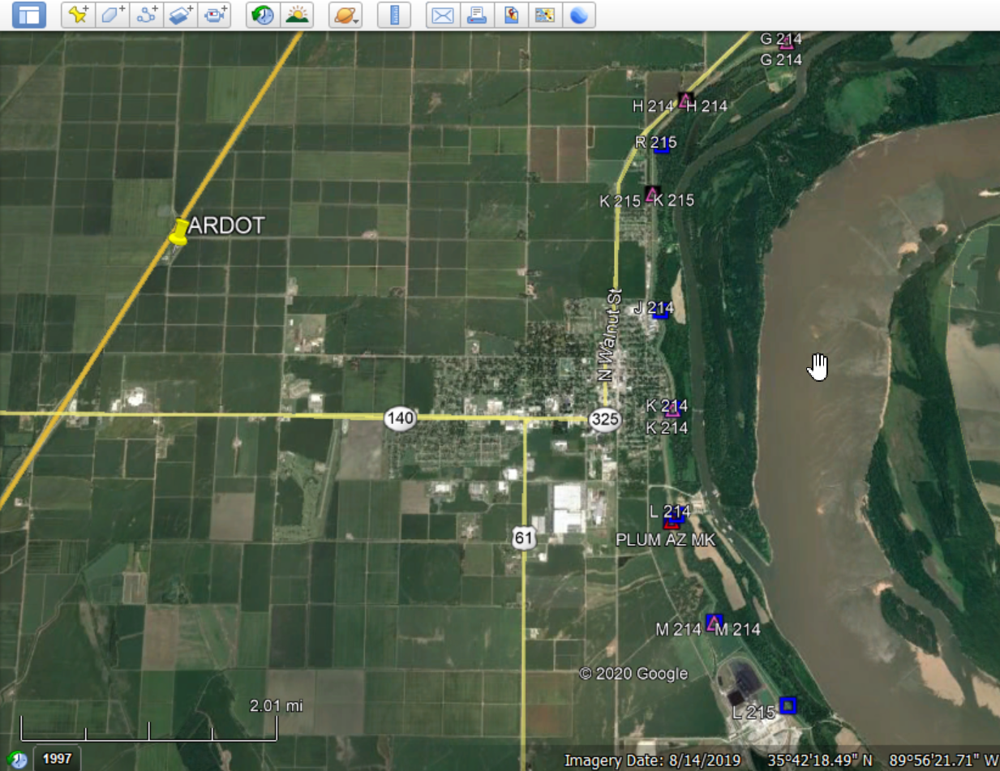 G 214
G 214
H 214 H 214
R 215
K 215 K 215
ARDOT
J 214
N Walnut St
K 214
140
325
K 214
L 214
61
PLUM AZ MK
M 214 M 214
© 2020 Google
2.01 mi
L 215
1997
Imagery Date: 8/14/2019 35°42'18.49" N 89°56'21.71" W